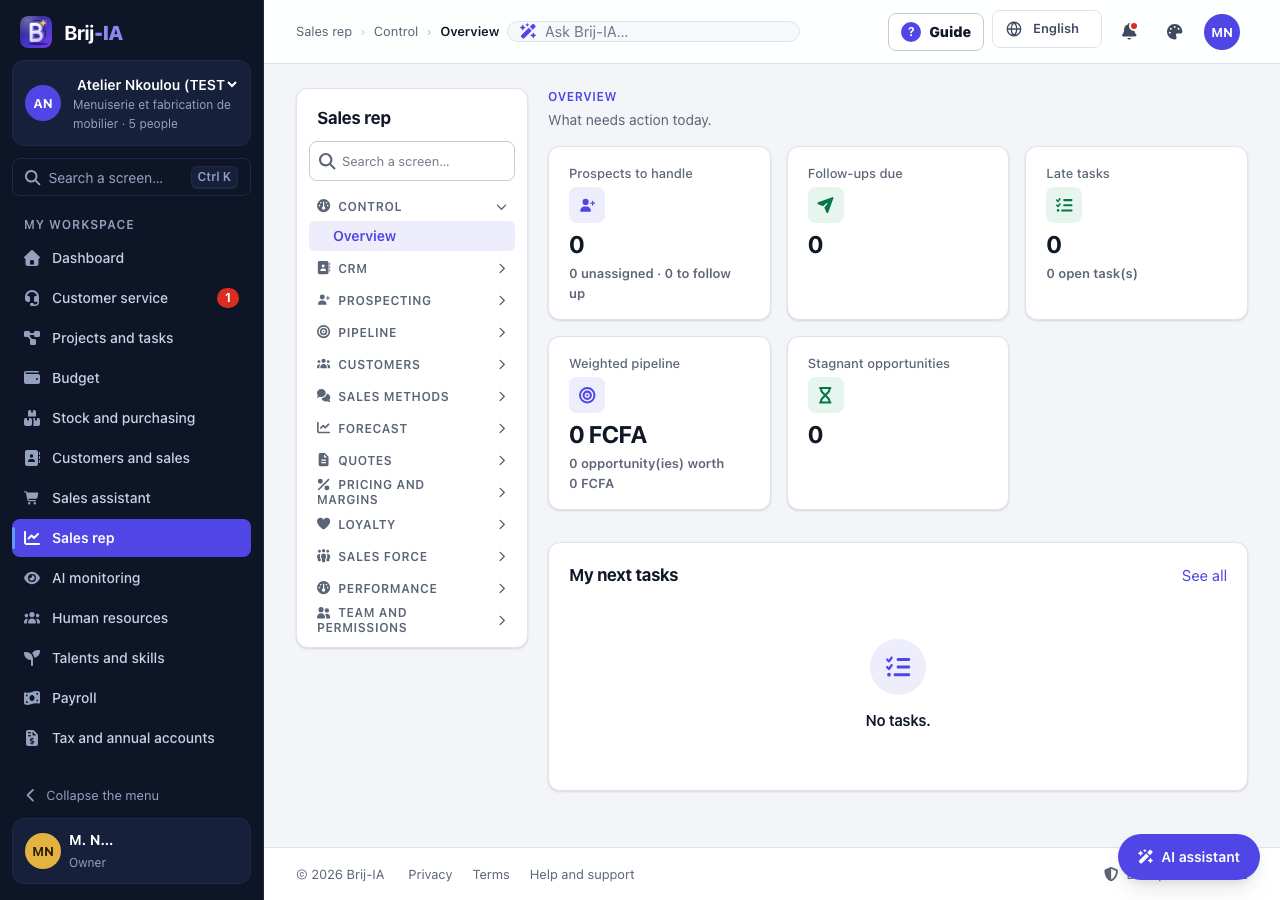 Brij-IA
AN
Atelier Nkoulou (TEST
Menuiserie et fabrication de
mobilier · 5 people
Search a screen...
Ctrl K
MY WORKSPACE
Dashboard
Customer service
1
Projects and tasks
Budget
Stock and purchasing
Customers and sales
Sales assistant
Sales rep
AI monitoring
Human resources
Talents and skills
Payroll
Tax and annual accounts
Collapse the menu
MN
M. N...
Owner
Sales rep › Control › Overview
Ask Brij-IA...
? Guide
English
MN
Sales rep
Search a screen...
CONTROL
Overview
CRM
PROSPECTING
PIPELINE
CUSTOMERS
SALES METHODS
FORECAST
QUOTES
PRICING AND
MARGINS
LOYALTY
SALES FORCE
PERFORMANCE
TEAM AND
PERMISSIONS
OVERVIEW
What needs action today.
Prospects to handle
0
0 unassigned · 0 to follow
up
Follow-ups due
0
Late tasks
0
0 open task(s)
Weighted pipeline
0 FCFA
0 opportunity(ies) worth
0 FCFA
Stagnant opportunities
0
My next tasks
See all
No tasks.
© 2026 Brij-IA
Privacy
Terms
Help and support
AI assistant